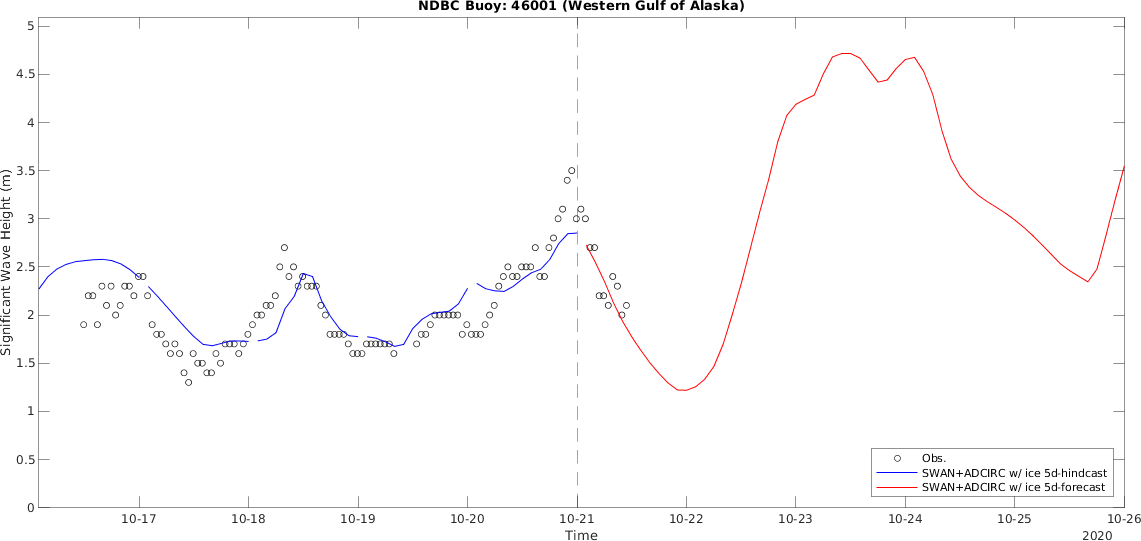 NDBC Buoy: 46001 (Western Gulf of Alaska)
5
4.5
4
3.5
3
2.5
2
1.5
1
0.5
0
Significant Wave Height (m)
Obs.
SWAN+ADCIRC w/ ice 5d-hindcast
SWAN+ADCIRC w/ ice 5d-forecast
10-17 10-18 10-19 10-20 10-21 10-22 10-23 10-24 10-25 10-26
Time
2020